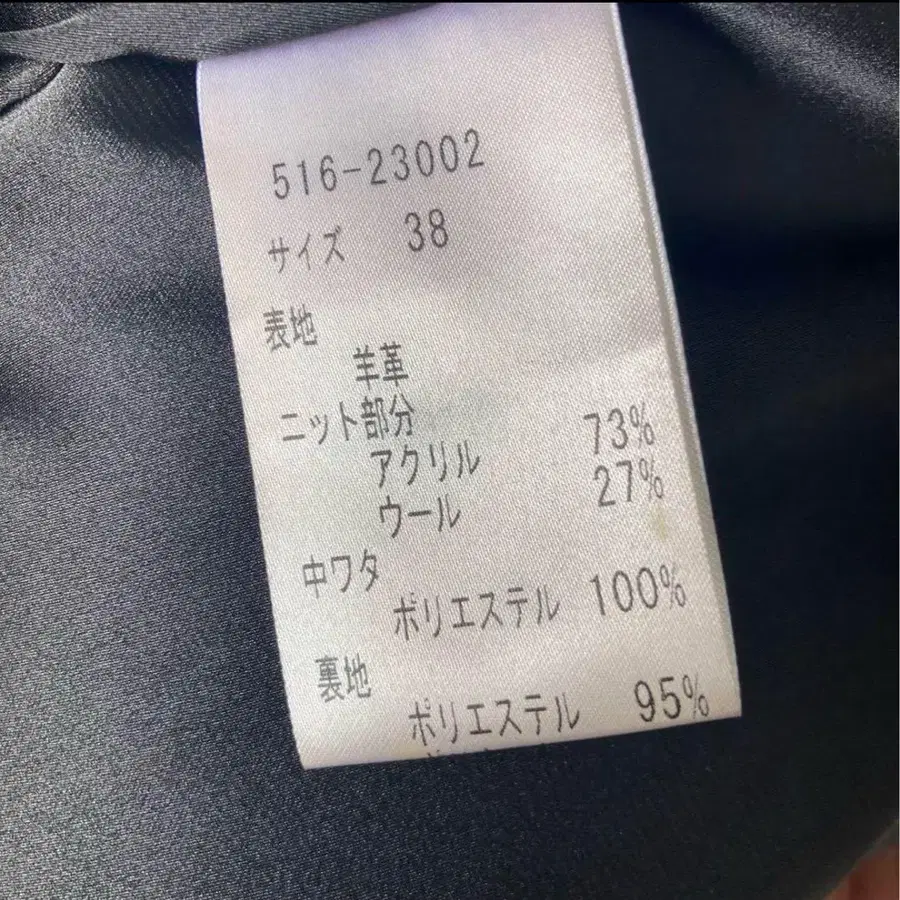 516-23002
サイズ 38
表地
羊革
ニット部分
アクリル 73%
ウール 27%
中ワタ
ポリエステル 100%
裏地
ポリエステル 95%